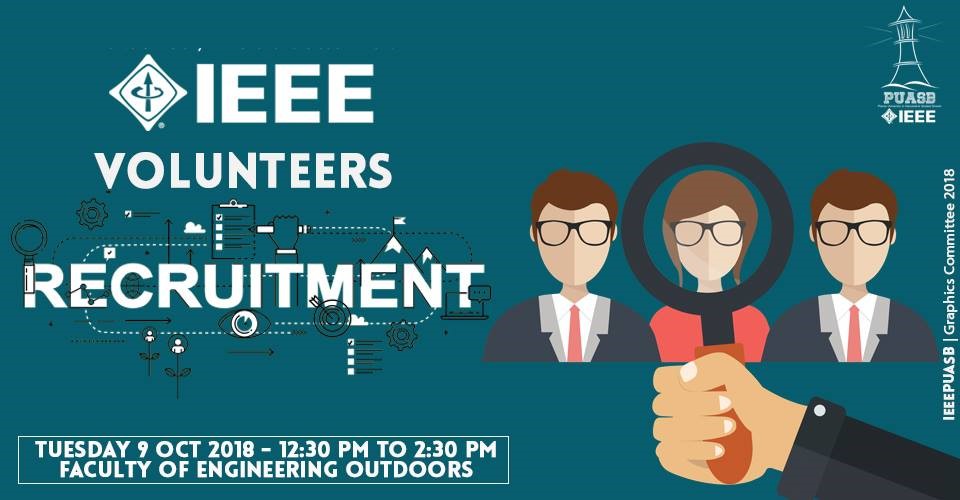 IEEE
VOLUNTEERS
RECRUITMENT
TUESDAY 9 OCT 2018 - 12:30 PM TO 2:30 PM
FACULTY OF ENGINEERING OUTDOORS
PUASB
IEEE
IEEEPUASB | Graphics Committee 2018